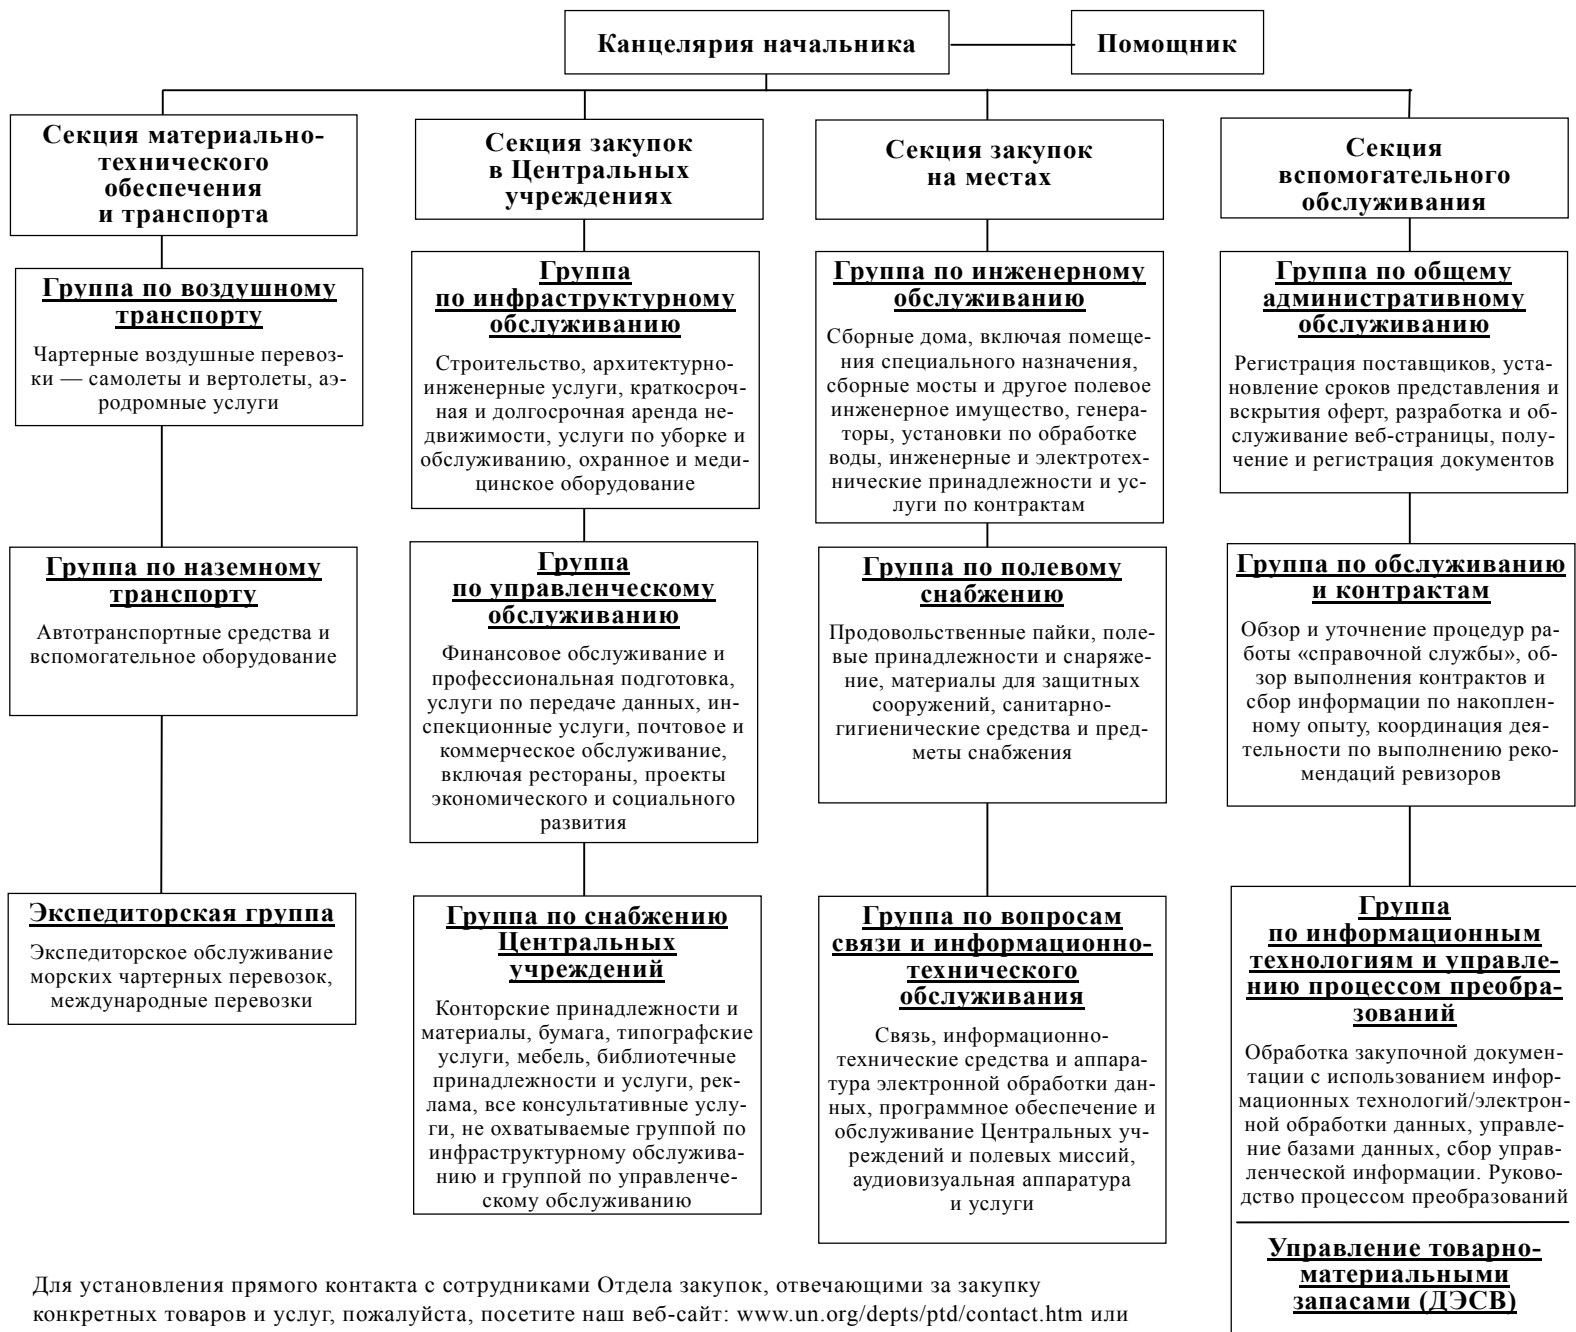 Канцелярия начальника
Помощник
Секция материально-
технического
обеспечения
и транспорта
Группа по воздушному
транспорту
Чартерные воздушные перевоз-
ки — самолеты и вертолеты, аэ-
родромные услуги
Группа по наземному
транспорту
Автотранспортные средства и
вспомогательное оборудование
Экспедиторская группа
Экспедиторское обслуживание
морских чартерных перевозок,
международные перевозки
Секция закупок
в Центральных
учреждениях
Группа
по инфраструктурному
обслуживанию
Строительство, архитектурно-
инженерные услуги, краткосроч-
ная и долгосрочная аренда не-
движимости, услуги по уборке и
обслуживанию, охранное и меди-
цинское оборудование
Группа
по управленческому
обслуживанию
Финансовое обслуживание и
профессиональная подготовка,
услуги по передаче данных, ин-
спекционные услуги, почтовое и
коммерческое обслуживание,
включая рестораны, проекты
экономического и социального
развития
Группа по снабжению
Центральных
учреждений
Конторские принадлежности и
материалы, бумага, типографские
услуги, мебель, библиотечные
принадлежности и услуги, рек-
лама, все консультативные услу-
ги, не охватываемые группой по
инфраструктурному обслужива-
нию и группой по управленче-
скому обслуживанию
Секция закупок
на местах
Группа по инженерному
обслуживанию
Сборные дома, включая помеще-
ния специального назначения,
сборные мосты и другое полевое
инженерное имущество, генера-
торы, установки по обработке
воды, инженерные и электротех-
нические принадлежности и ус-
луги по контрактам
Группа по полевому
снабжению
Продовольственные пайки, поле-
вые принадлежности и снаряже-
ние, материалы для защитных
сооружений, санитарно-
гигиенические средства и пред-
меты снабжения
Группа по вопросам
связи и информационно-
технического
обслуживания
Связь, информационно-
технические средства и аппара-
тура электронной обработки дан-
ных, программное обеспечение и
обслуживание Центральных уч-
реждений и полевых миссий,
аудиовизуальная аппаратура
и услуги
Секция
вспомогательного
обслуживания
Группа по общему
административному
обслуживанию
Регистрация поставщиков, уста-
новление сроков представления и
вскрытия оферт, разработка и об-
служивание веб-страницы, полу-
чение и регистрация документов
Группа по обслуживанию
и контрактам
Обзор и уточнение процедур ра-
боты «справочной службы», об-
зор выполнения контрактов и
сбор информации по накоплен-
ному опыту, координация дея-
тельности по выполнению реко-
мендаций ревизоров
Группа
по информационным
технологиям и управле-
нию процессом преобра-
зований
Обработка закупочной докумен-
тации с использованием инфор-
мационных технологий/электрон-
ной обработки данных, управле-
ние базами данных, сбор управ-
ленческой информации. Руково-
дство процессом преобразований
Управление товарно-
материальными
запасами (ДЭСВ)
Для установления прямого контакта с сотрудниками Отдела закупок, отвечающими за закупку
конкретных товаров и услуг, пожалуйста, посетите наш веб-сайт: www.un.org/depts/ptd/contact.htm или